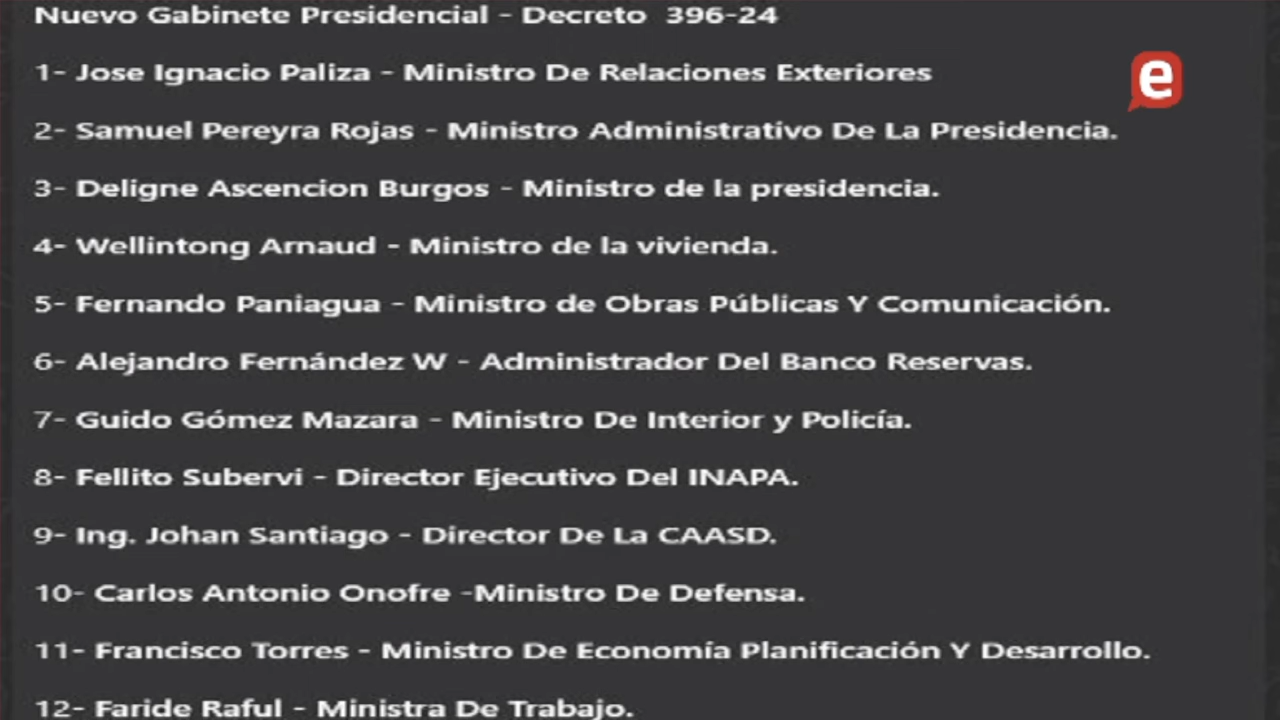 Nuevo Gabinete Presidencial - Decreto 396-24
1- Jose Ignacio Paliza - Ministro De Relaciones Exteriores
e
2- Samuel Pereyra Rojas - Ministro Administrativo De La Presidencia.
3- Deligne Ascencion Burgos - Ministro de la presidencia.
4- Wellintong Arnaud - Ministro de la vivienda.
5- Fernando Paniagua - Ministro de Obras Públicas Y Comunicación.
6- Alejandro Fernández W - Administrador Del Banco Reservas.
7- Guido Gómez Mazara - Ministro De Interior y Policía.
8- Fellito Subervi - Director Ejecutivo Del INAPA.
9- Ing. Johan Santiago - Director De La CAASD.
10- Carlos Antonio Onofre -Ministro De Defensa.
11- Francisco Torres - Ministro De Economía Planificación Y Desarrollo.
12- Faride Raful - Ministra De Trabajo.